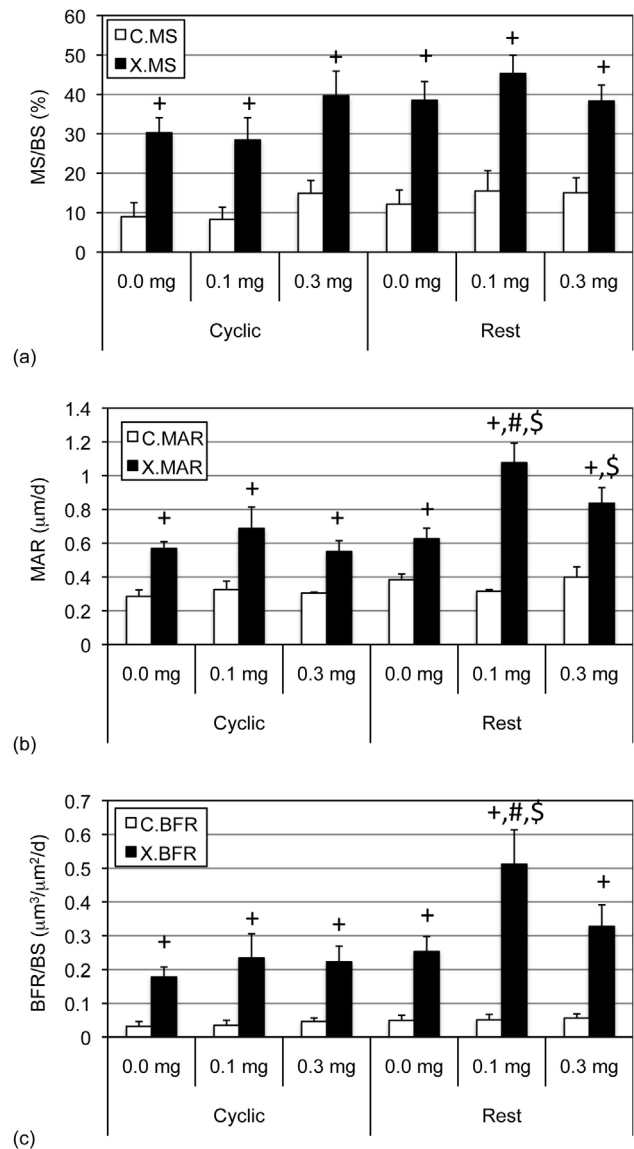 60
50
40
30
20
10
0
MS/BS (%)
C.MS
X.MS
+ + + + + +
0.0 mg 0.1 mg 0.3 mg 0.0 mg 0.1 mg 0.3 mg
Cyclic Rest
(a)
1.4
1.2
1
0.8
0.6
0.4
0.2
0
MAR (μm/d)
C.MAR
X.MAR
+ + + + +,#,$ +,$
0.0 mg 0.1 mg 0.3 mg 0.0 mg 0.1 mg 0.3 mg
Cyclic Rest
(b)
0.7
0.6
0.5
0.4
0.3
0.2
0.1
0
BFR/BS (μm³/μm²/d)
C.BFR
X.BFR
+ + + + +,#,$ +
0.0 mg 0.1 mg 0.3 mg 0.0 mg 0.1 mg 0.3 mg
Cyclic Rest
(c)